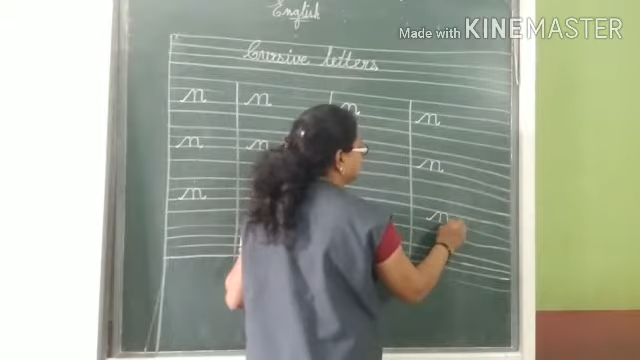 Made with KINEMASTER
English
Cursive letters
n n n n
n n n
n n